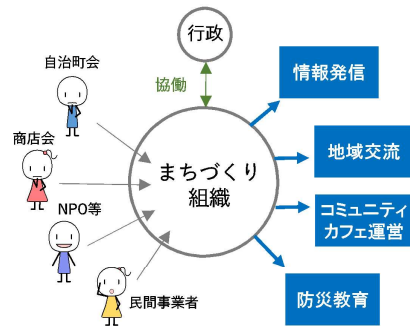 行政
協働
自治町会
商店会
NPO等
民間事業者
まちづくり
組織
情報発信
地域交流
コミュニティ
カフェ運営
防災教育